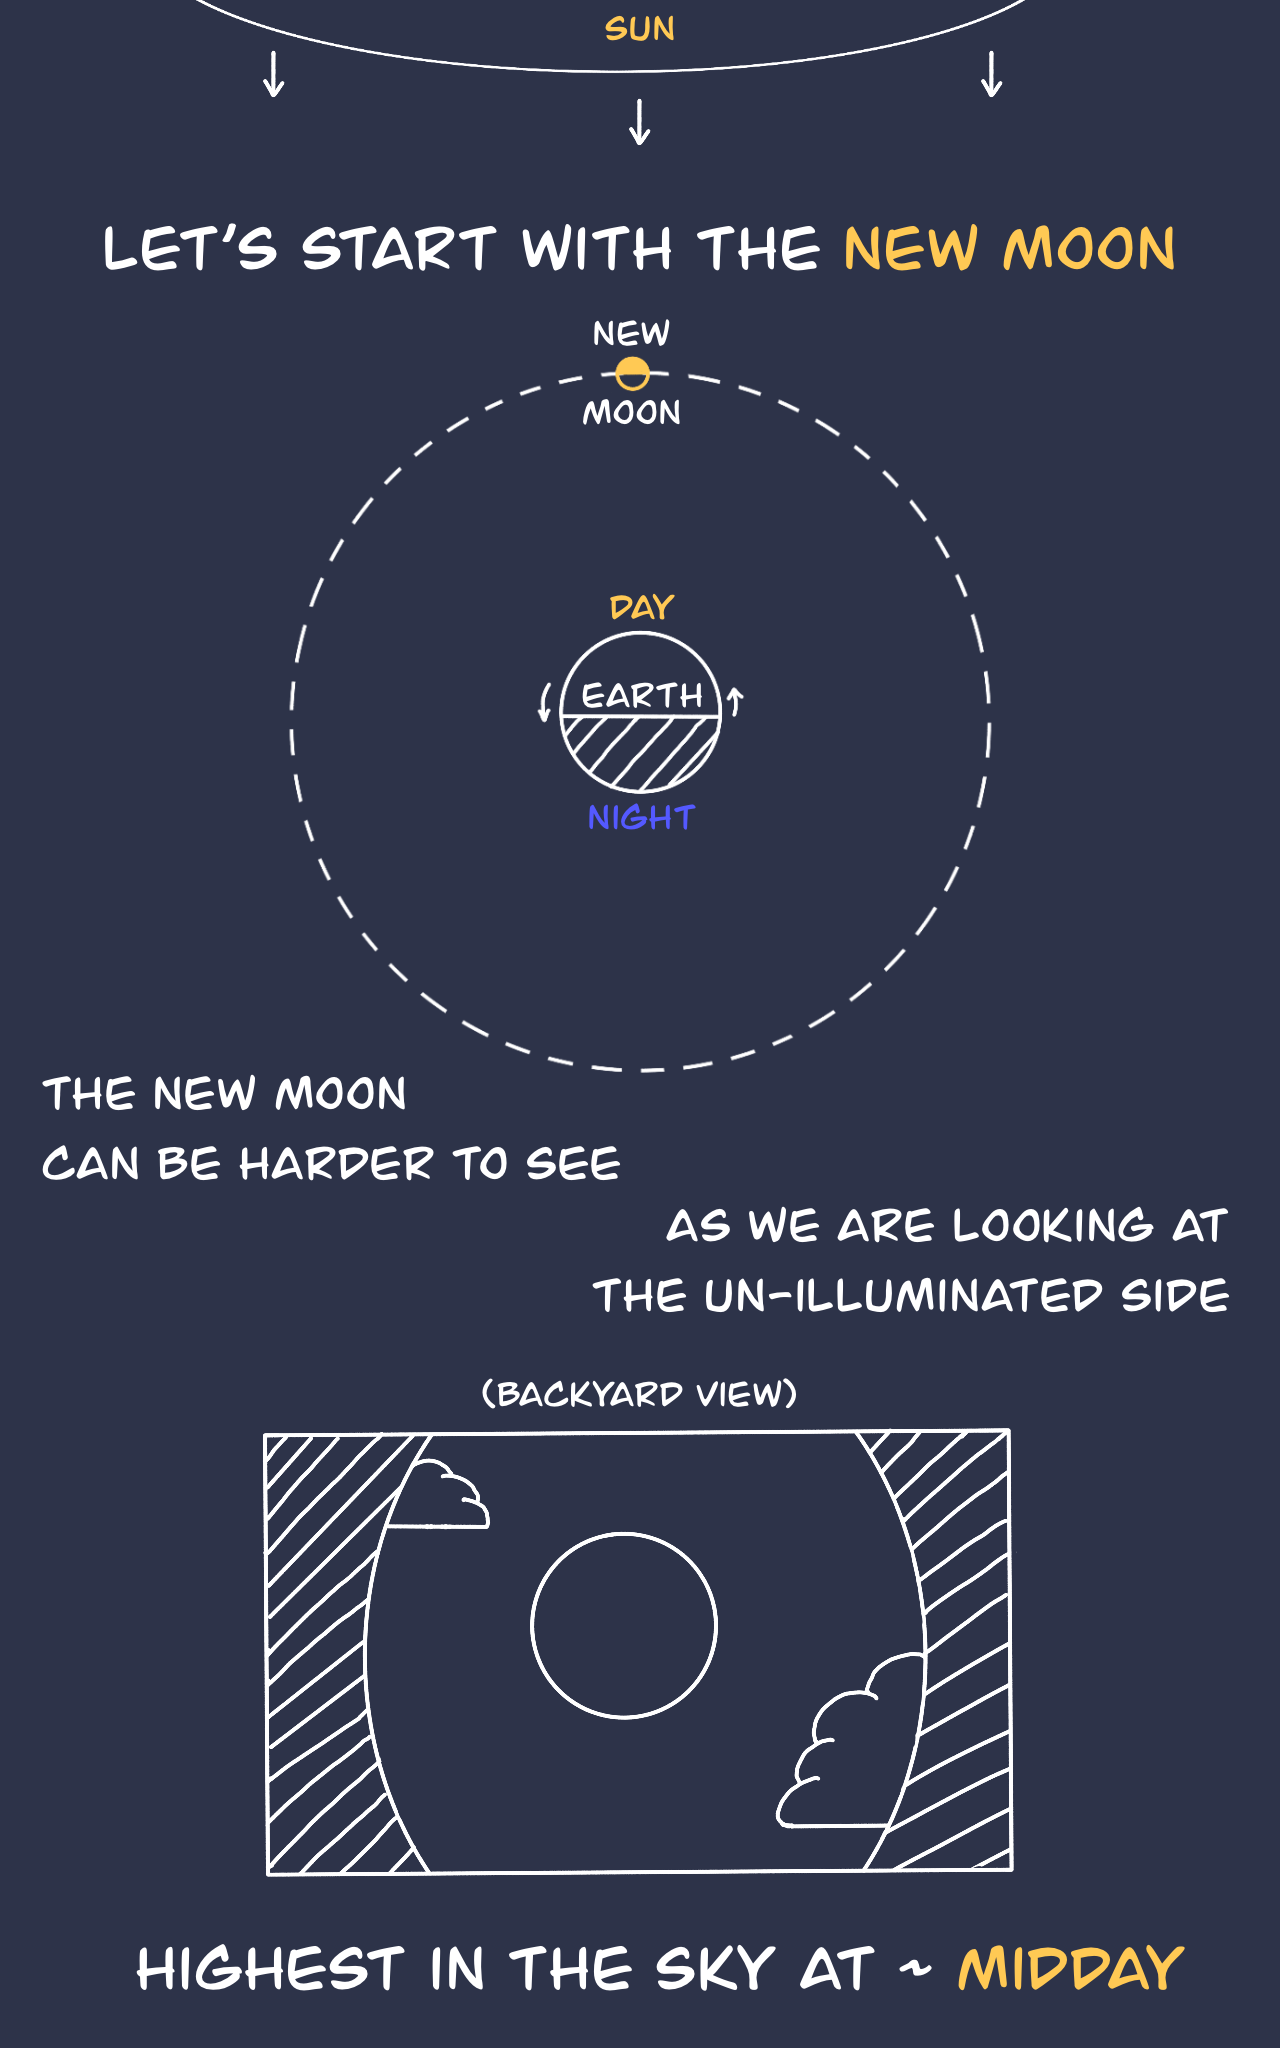 SUN
LET'S START WITH THE NEW MOON
NEW
MOON
DAY
EARTH
NIGHT
THE NEW MOON
CAN BE HARDER TO SEE
AS WE ARE LOOKING AT
THE UN-ILLUMINATED SIDE
(BACKYARD VIEW)
HIGHEST IN THE SKY AT ~ MIDDAY